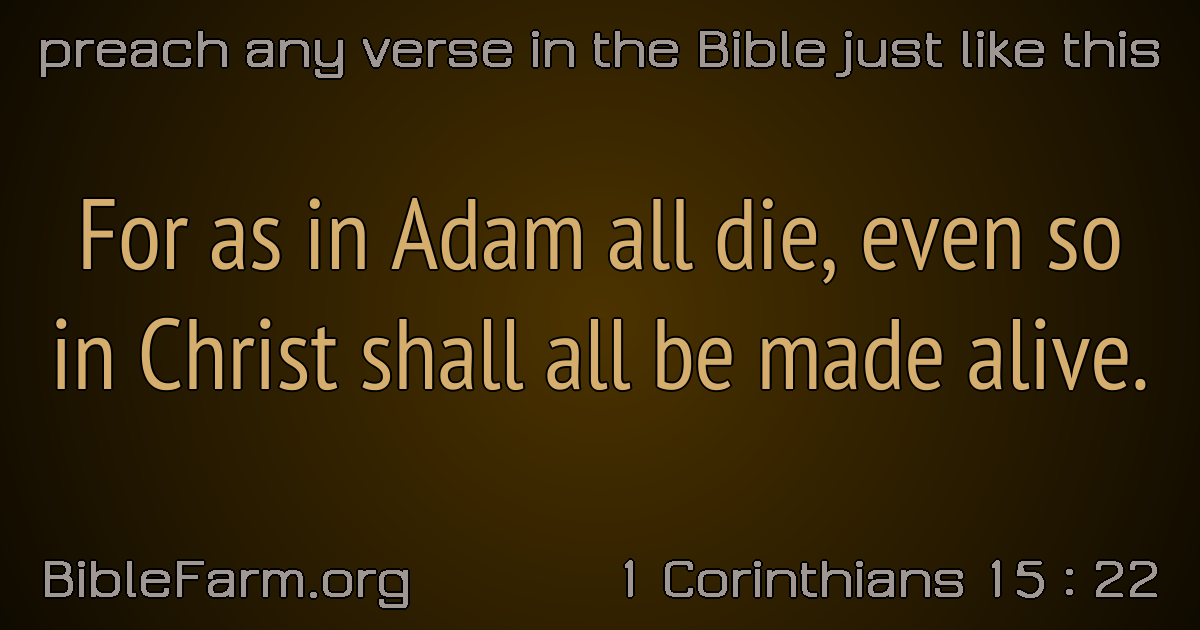 preach any verse in the Bible just like this
For as in Adam all die, even so
in Christ shall all be made alive.
BibleFarm.org
1 Corinthians 15 : 22